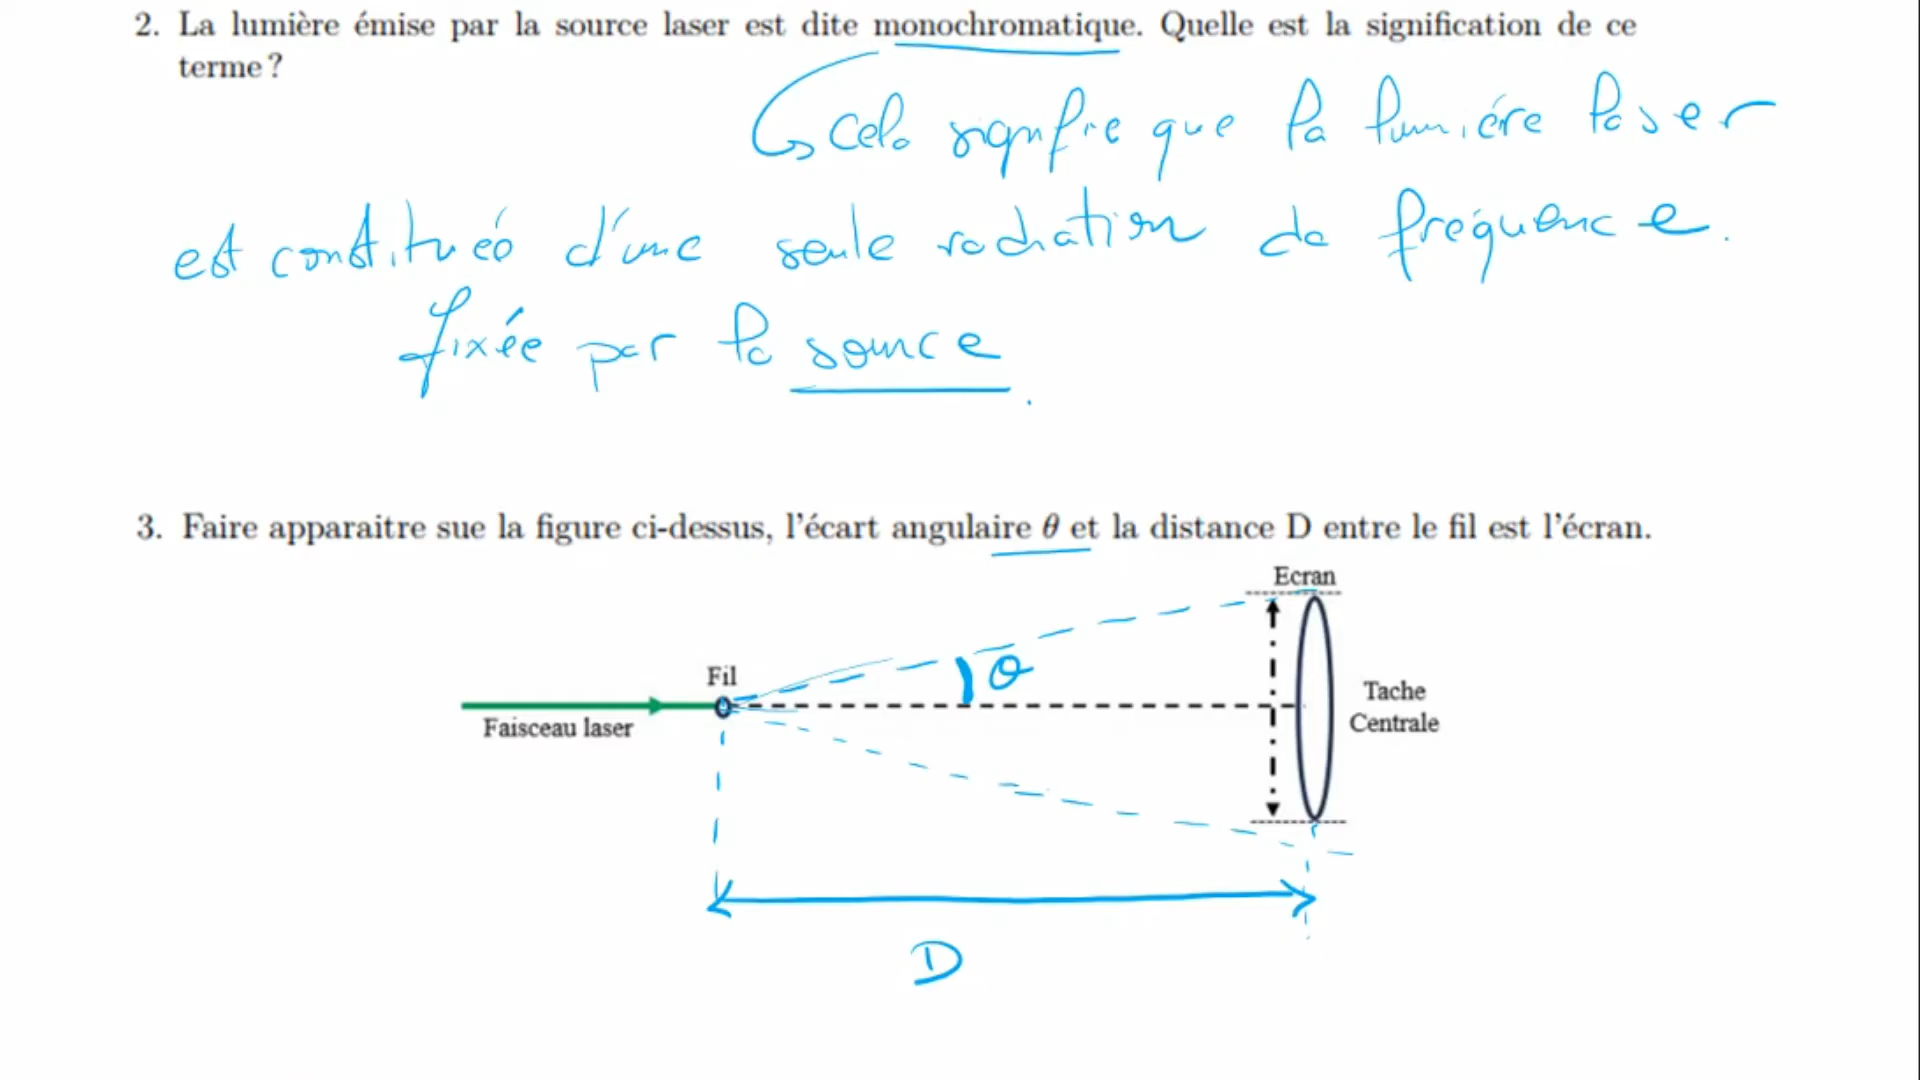 2. La lumière émise par la source laser est dite monochromatique. Quelle est la signification de ce
terme ?
Cela signifie que la lumière laser
est constituée d'une seule radiation de fréquence
fixée par la source.
3. Faire apparaitre sue la figure ci-dessus, l'écart angulaire θ et la distance D entre le fil est l'écran.
Ecran
Fil
θ
Tache
Centrale
Faisceau laser
D